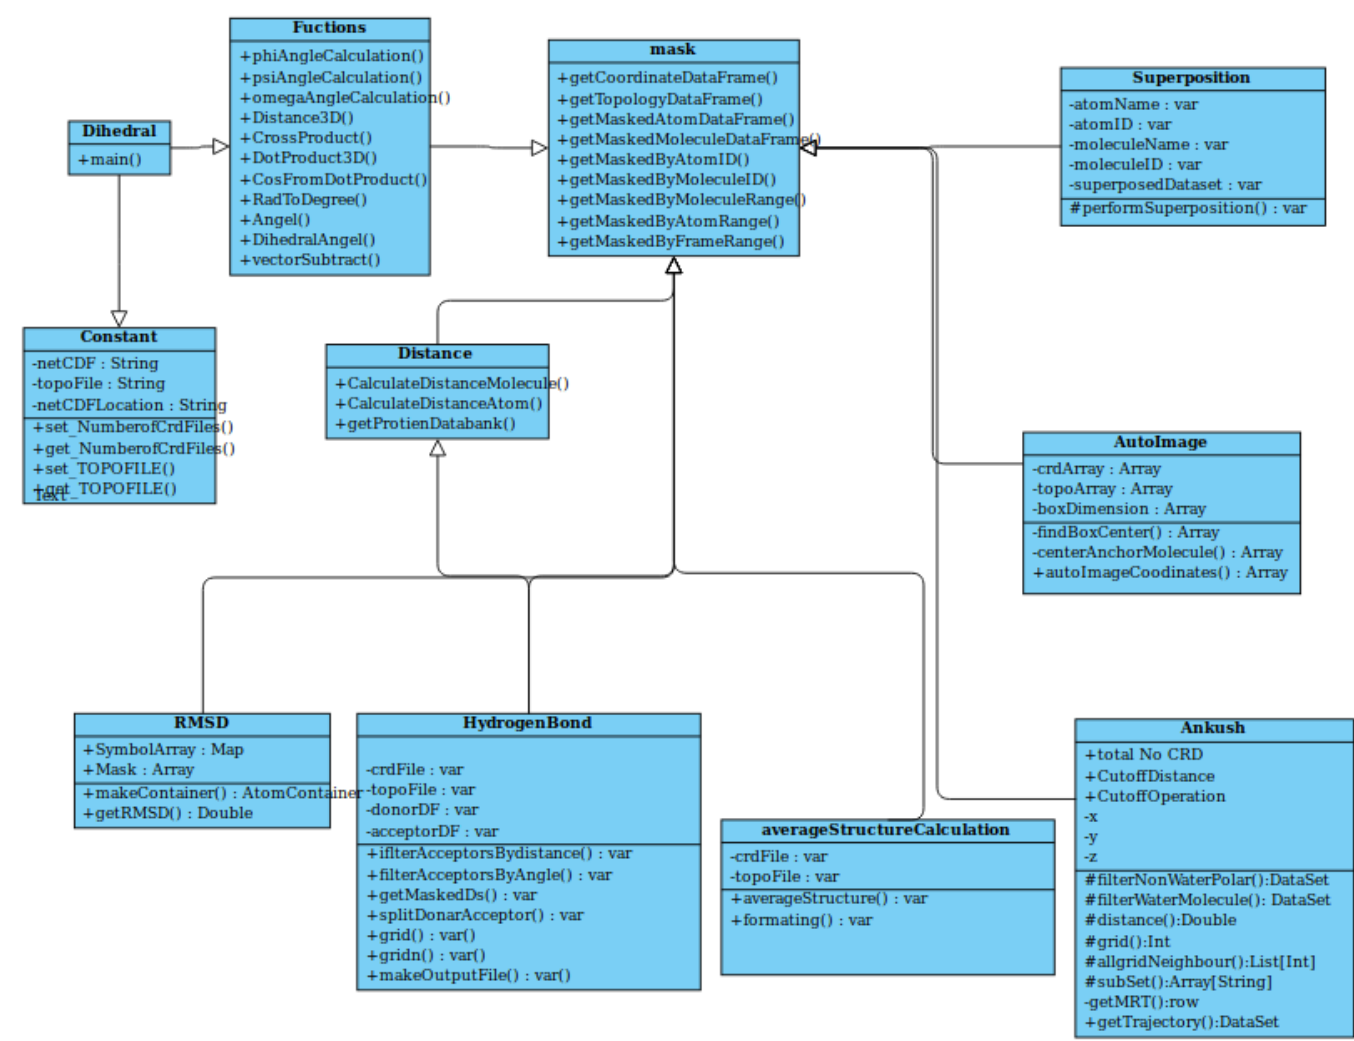 Fuctions
+phiAngleCalculation()
+psiAngleCalculation()
+omegaAngleCalculation()
+Distance3D()
+CrossProduct()
+DotProduct3D()
+CosFromDotProduct()
+RadToDegree()
+Angel()
+DihedralAngel()
+vectorSubtract()
mask
+getCoordinateDataFrame()
+getTopologyDataFrame()
+getMaskedAtomDataFrame()
+getMaskedMoleculeDataFrame()
+getMaskedByAtomID()
+getMaskedByMoleculeID()
+getMaskedByMoleculeRange()
+getMaskedByAtomRange()
+getMaskedByFrameRange()
Superposition
-atomName : var
-atomID : var
-moleculeName : var
-moleculeID : var
-superposedDataset : var
#performSuperposition() : var
Dihedral
+main()
Constant
-netCDF : String
-topoFile : String
-netCDFLocation : String
+set_NumberofCrdFiles()
+get_NumberofCrdFiles()
+set_TOPOFILE()
+get_TOPOFILE()
Text
Distance
+CalculateDistanceMolecule()
+CalculateDistanceAtom()
+getProtienDatabank()
AutoImage
-crdArray : Array
-topoArray : Array
-boxDimension : Array
-findBoxCenter() : Array
-centerAnchorMolecule() : Array
+autoImageCoodinates() : Array
RMSD
+SymbolArray : Map
+Mask : Array
+makeContainer() : AtomContainer
+getRMSD() : Double
HydrogenBond
-crdFile : var
-topoFile : var
-donorDF : var
-acceptorDF : var
+iflterAcceptorsBydistance() : var
+filterAcceptorsByAngle() : var
+getMaskedDs() : var
+splitDonarAcceptor() : var
+grid() : var()
+gridn() : var()
+makeOutputFile() : var()
averageStructureCalculation
-crdFile : var
-topoFile : var
+averageStructure() : var
+formating() : var
Ankush
+total No CRD
+CutoffDistance
+CutoffOperation
-x
-y
-z
#filterNonWaterPolar():DataSet
#filterWaterMolecule(): DataSet
#distance():Double
#grid():Int
#allgridNeighbour():List[Int]
#subSet():Array[String]
-getMRT():row
+getTrajectory():DataSet